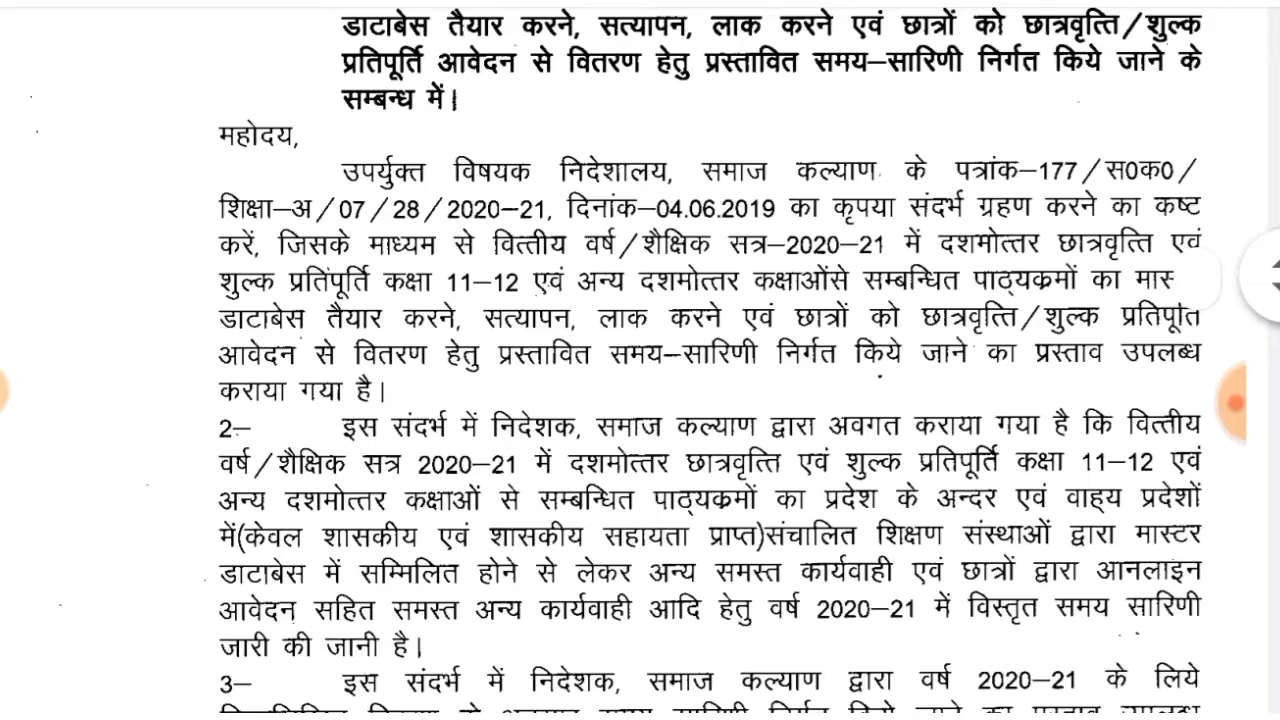 डाटाबेस तैयार करने, सत्यापन, लाक करने एवं छात्रों को छात्रवृत्ति/शुल्क
प्रतिपूर्ति आवेदन से वितरण हेतु प्रस्तावित समय–सारिणी निर्गत किये जाने के
सम्बन्ध में।
महोदय,
उपर्युक्त विषयक निदेशालय, समाज कल्याण के पत्रांक–177/स0क0/
शिक्षा–अ/07/28/2020–21, दिनांक–04.06.2019 का कृपया संदर्भ ग्रहण करने का कष्ट
करें, जिसके माध्यम से वित्तीय वर्ष/शैक्षिक सत्र–2020–21 में दशमोत्तर छात्रवृत्ति एवं
शुल्क प्रतिपूर्ति कक्षा 11–12 एवं अन्य दशमोत्तर कक्षाओंसे सम्बन्धित पाठ्यक्रमों का मास
डाटाबेस तैयार करने, सत्यापन, लाक करने एवं छात्रों को छात्रवृत्ति/शुल्क प्रतिपूर्ति
आवेदन से वितरण हेतु प्रस्तावित समय–सारिणी निर्गत किये जाने का प्रस्ताव उपलब्ध
कराया गया है।
2– इस संदर्भ में निदेशक, समाज कल्याण द्वारा अवगत कराया गया है कि वित्तीय
वर्ष/शैक्षिक सत्र 2020–21 में दशमोत्तर छात्रवृत्ति एवं शुल्क प्रतिपूर्ति कक्षा 11–12 एवं
अन्य दशमोत्तर कक्षाओं से सम्बन्धित पाठ्यक्रमों का प्रदेश के अन्दर एवं वाह्य प्रदेशों
में(केवल शासकीय एवं शासकीय सहायता प्राप्त)संचालित शिक्षण संस्थाओं द्वारा मास्टर
डाटाबेस में सम्मिलित होने से लेकर अन्य समस्त कार्यवाही एवं छात्रों द्वारा आनलाइन
आवेदन सहित समस्त अन्य कार्यवाही आदि हेतु वर्ष 2020–21 में विस्तृत समय सारिणी
जारी की जानी है।
3– इस संदर्भ में निदेशक, समाज कल्याण द्वारा वर्ष 2020–21 के लिये